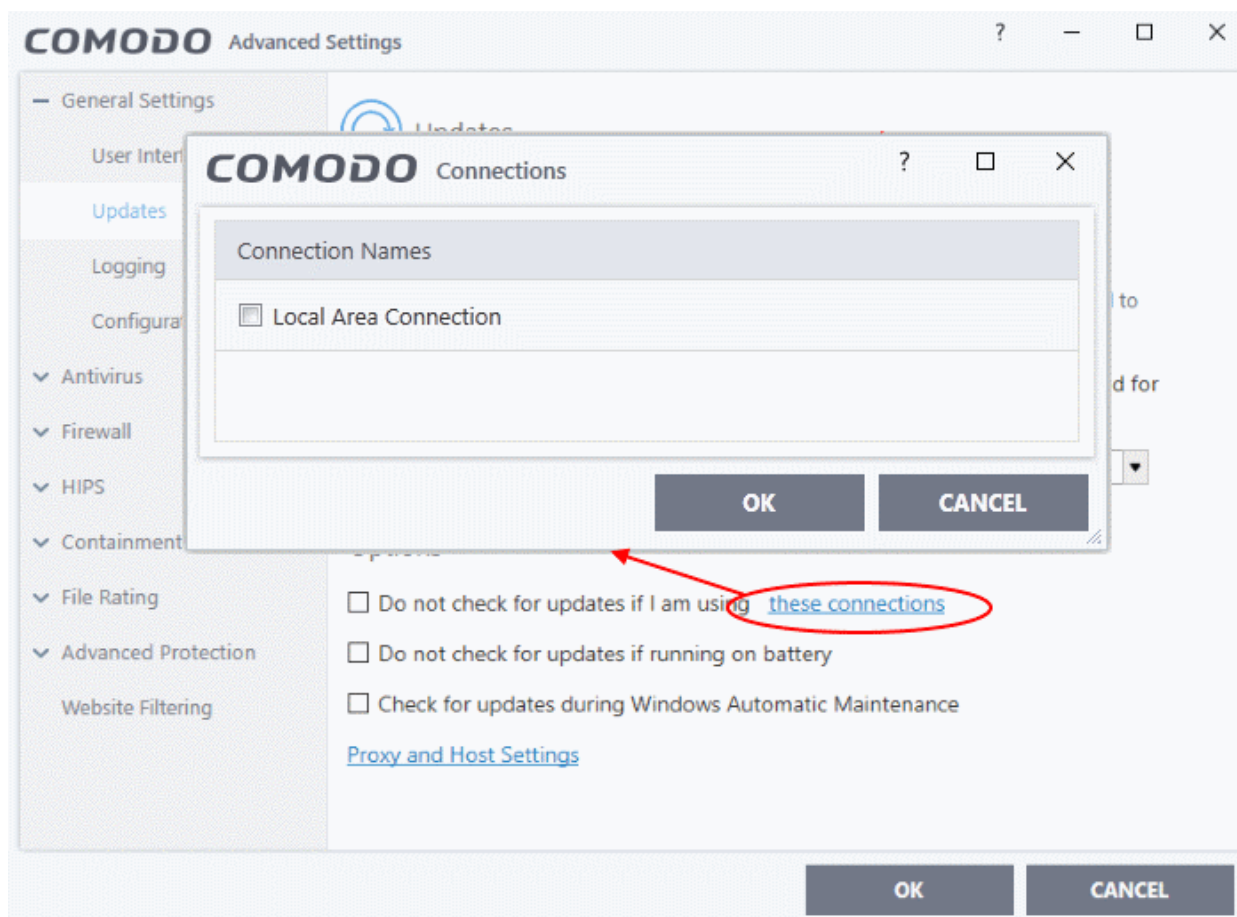 COMODO Advanced Settings ?
General Settings
User Interf
Updates
Logging
Configurat
Antivirus
Firewall
HIPS
Containment
File Rating
Advanced Protection
Website Filtering
Updates
COMODO Connections ?
Connection Names
Local Area Connection
OK CANCEL
to
d for
Options
Do not check for updates if I am using these connections
Do not check for updates if running on battery
Check for updates during Windows Automatic Maintenance
Proxy and Host Settings
OK CANCEL